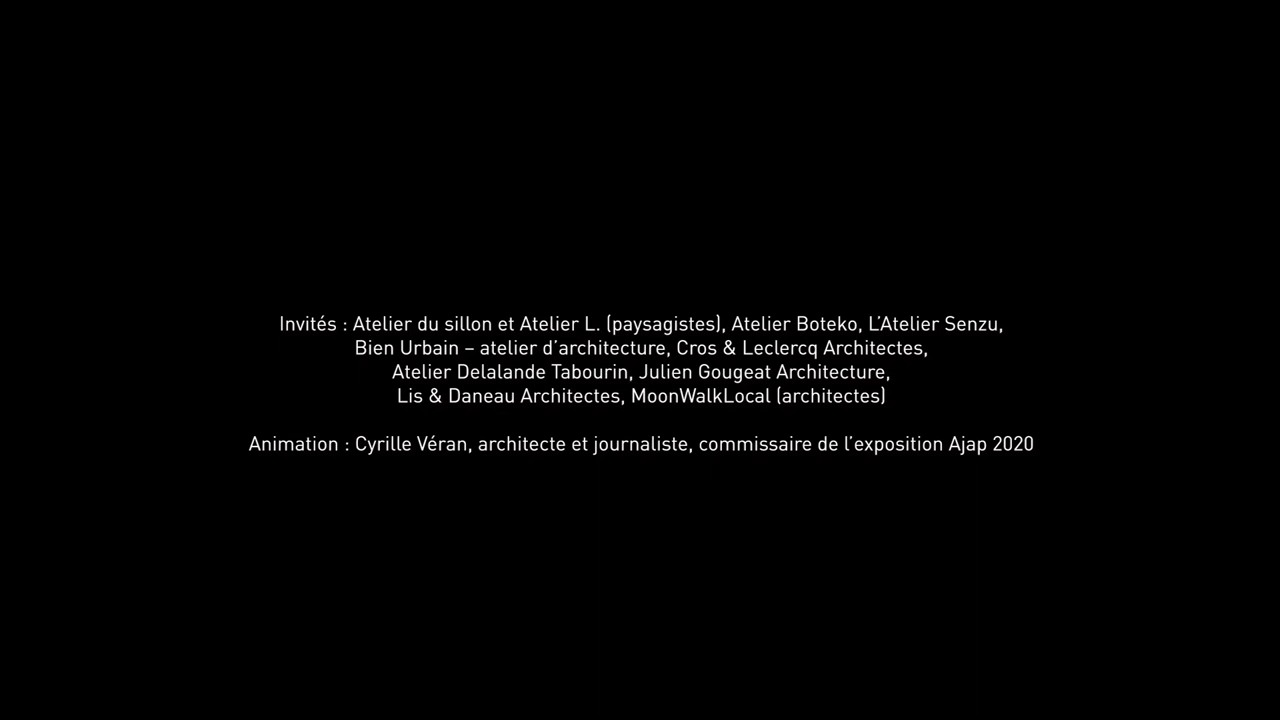 Invités : Atelier du sillon et Atelier L. (paysagistes), Atelier Boteko, L’Atelier Senzu,
Bien Urbain – atelier d’architecture, Cros & Leclercq Architectes,
Atelier Delalande Tabourin, Julien Gougeat Architecture,
Lis & Daneau Architectes, MoonWalkLocal (architectes)
Animation : Cyrille Véran, architecte et journaliste, commissaire de l’exposition Ajap 2020